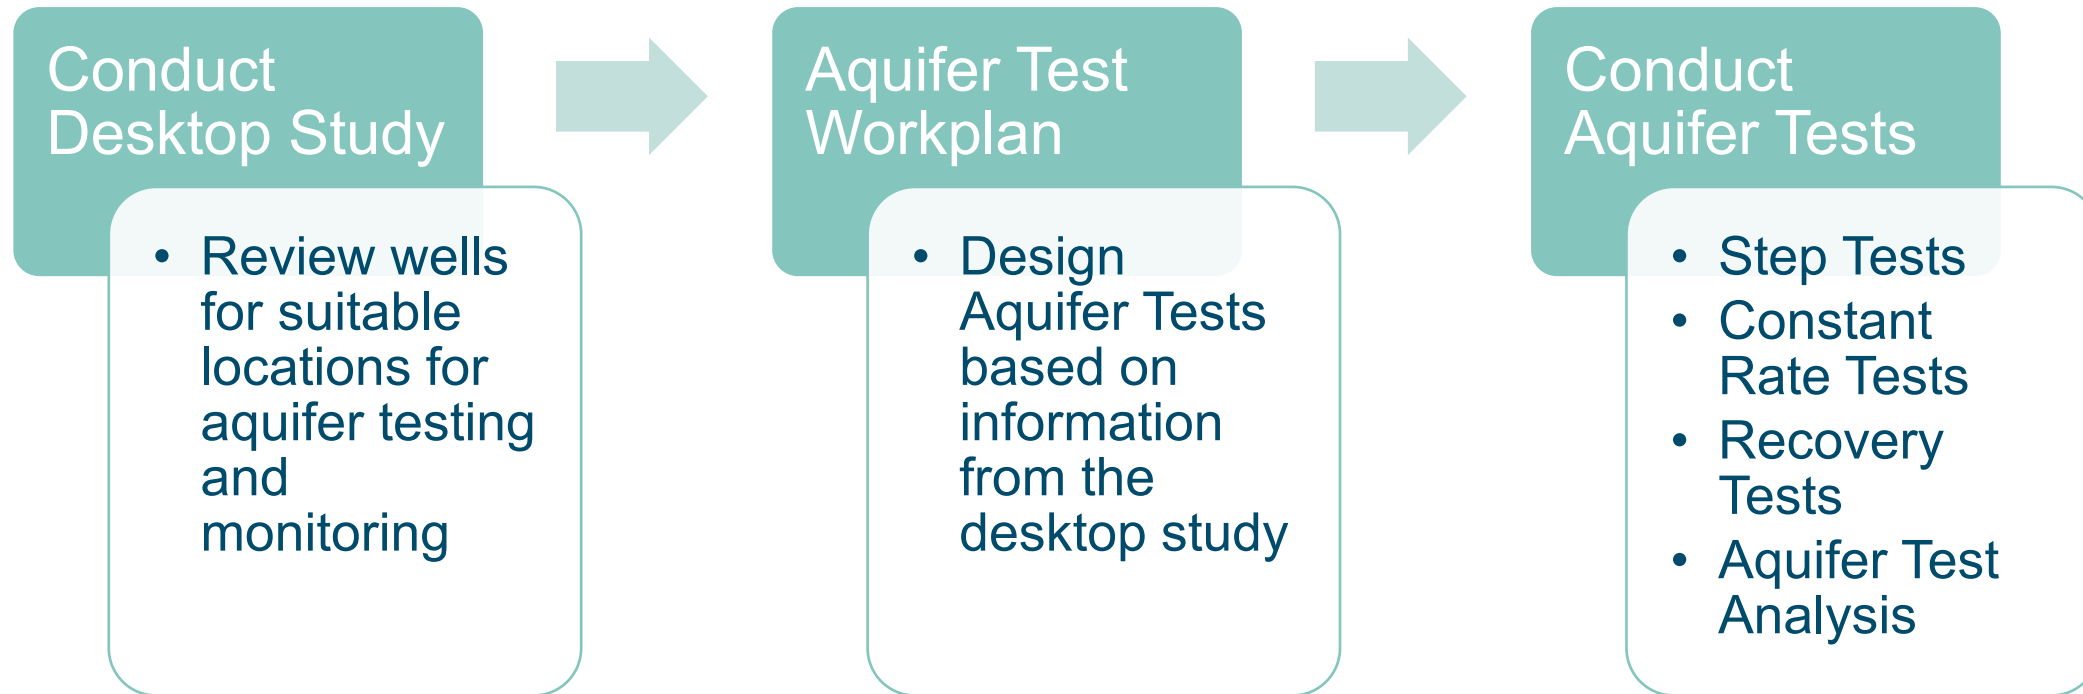 Conduct
Desktop Study
• Review wells
for suitable
locations for
aquifer testing
and
monitoring
Aquifer Test
Workplan
• Design
Aquifer Tests
based on
information
from the
desktop study
Conduct
Aquifer Tests
• Step Tests
• Constant
Rate Tests
• Recovery
Tests
• Aquifer Test
Analysis